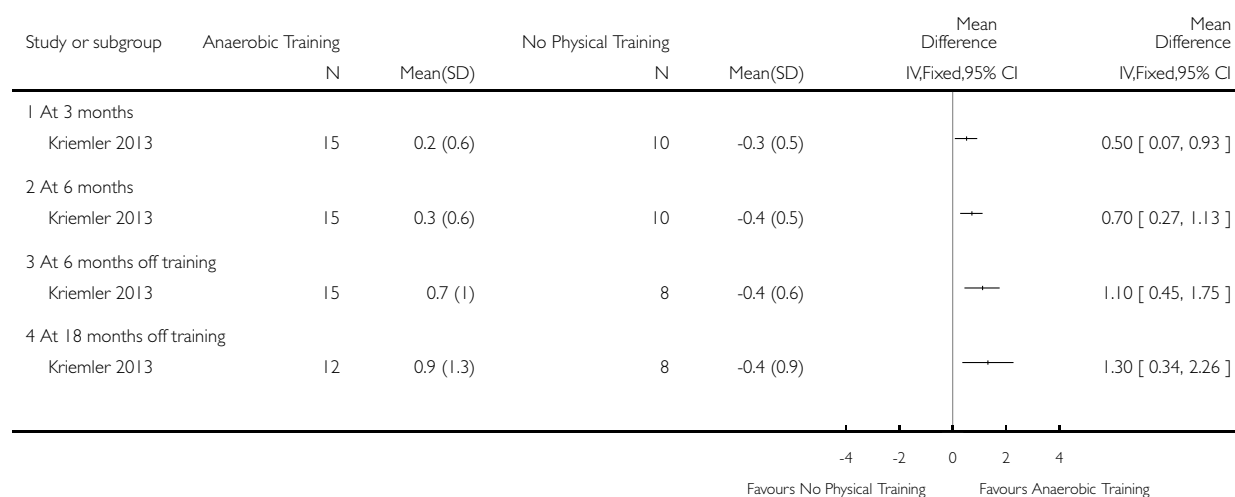 Study or subgroup Anaerobic Training No Physical Training Mean Difference Mean Difference
N Mean(SD) N Mean(SD) IV,Fixed,95% CI IV,Fixed,95% CI
1 At 3 months
Kriemler 2013 15 0.2 (0.6) 10 -0.3 (0.5) 0.50 [ 0.07, 0.93 ]
2 At 6 months
Kriemler 2013 15 0.3 (0.6) 10 -0.4 (0.5) 0.70 [ 0.27, 1.13 ]
3 At 6 months off training
Kriemler 2013 15 0.7 (1) 8 -0.4 (0.6) 1.10 [ 0.45, 1.75 ]
4 At 18 months off training
Kriemler 2013 12 0.9 (1.3) 8 -0.4 (0.9) 1.30 [ 0.34, 2.26 ]
-4 -2 0 2 4
Favours No Physical Training Favours Anaerobic Training